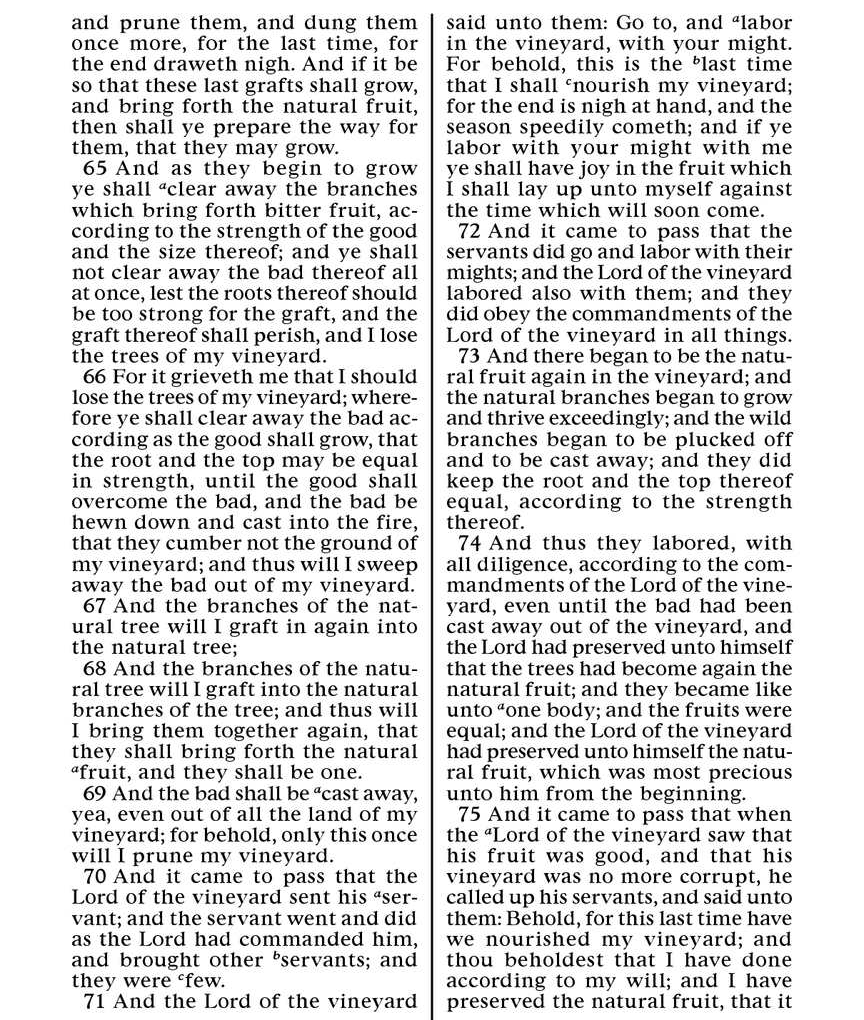 and prune them, and dung them
once more, for the last time, for
the end draweth nigh. And if it be
so that these last grafts shall grow,
and bring forth the natural fruit,
then shall ye prepare the way for
them, that they may grow.
65 And as they begin to grow
ye shall ᵃclear away the branches
which bring forth bitter fruit, ac-
cording to the strength of the good
and the size thereof; and ye shall
not clear away the bad thereof all
at once, lest the roots thereof should
be too strong for the graft, and the
graft thereof shall perish, and I lose
the trees of my vineyard.
66 For it grieveth me that I should
lose the trees of my vineyard; where-
fore ye shall clear away the bad ac-
cording as the good shall grow, that
the root and the top may be equal
in strength, until the good shall
overcome the bad, and the bad be
hewn down and cast into the fire,
that they cumber not the ground of
my vineyard; and thus will I sweep
away the bad out of my vineyard.
67 And the branches of the nat-
ural tree will I graft in again into
the natural tree;
68 And the branches of the natu-
ral tree will I graft into the natural
branches of the tree; and thus will
I bring them together again, that
they shall bring forth the natural
ᵃfruit, and they shall be one.
69 And the bad shall be ᵃcast away,
yea, even out of all the land of my
vineyard; for behold, only this once
will I prune my vineyard.
70 And it came to pass that the
Lord of the vineyard sent his ᵃser-
vant; and the servant went and did
as the Lord had commanded him,
and brought other ᵇservants; and
they were ᶜfew.
71 And the Lord of the vineyard
said unto them: Go to, and ᵃlabor
in the vineyard, with your might.
For behold, this is the ᵇlast time
that I shall ᶜnourish my vineyard;
for the end is nigh at hand, and the
season speedily cometh; and if ye
labor with your might with me
ye shall have joy in the fruit which
I shall lay up unto myself against
the time which will soon come.
72 And it came to pass that the
servants did go and labor with their
mights; and the Lord of the vineyard
labored also with them; and they
did obey the commandments of the
Lord of the vineyard in all things.
73 And there began to be the natu-
ral fruit again in the vineyard; and
the natural branches began to grow
and thrive exceedingly; and the wild
branches began to be plucked off
and to be cast away; and they did
keep the root and the top thereof
equal, according to the strength
thereof.
74 And thus they labored, with
all diligence, according to the com-
mandments of the Lord of the vine-
yard, even until the bad had been
cast away out of the vineyard, and
the Lord had preserved unto himself
that the trees had become again the
natural fruit; and they became like
unto ᵃone body; and the fruits were
equal; and the Lord of the vineyard
had preserved unto himself the natu-
ral fruit, which was most precious
unto him from the beginning.
75 And it came to pass that when
the ᵃLord of the vineyard saw that
his fruit was good, and that his
vineyard was no more corrupt, he
called up his servants, and said unto
them: Behold, for this last time have
we nourished my vineyard; and
thou beholdest that I have done
according to my will; and I have
preserved the natural fruit, that it